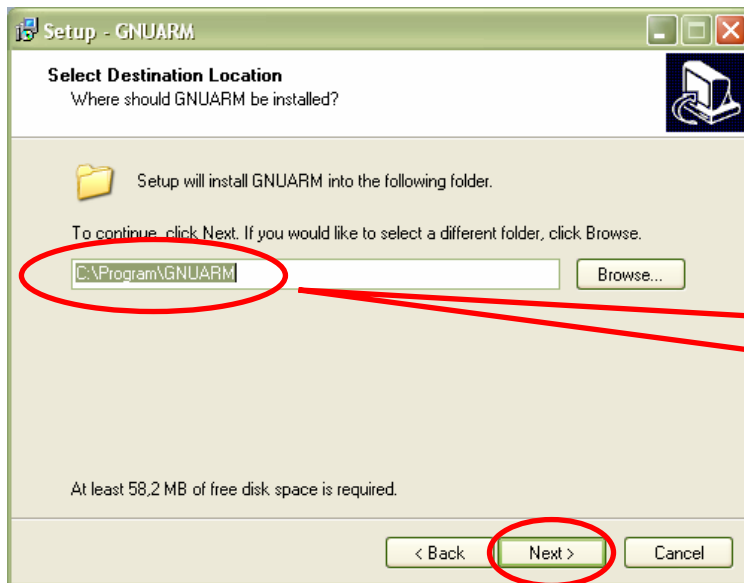 Setup - GNUARM
Select Destination Location
Where should GNUARM be installed?
Setup will install GNUARM into the following folder.
To continue, click Next. If you would like to select a different folder, click Browse.
C:\Program\GNUARM
Browse...
At least 58,2 MB of free disk space is required.
< Back
Next >
Cancel